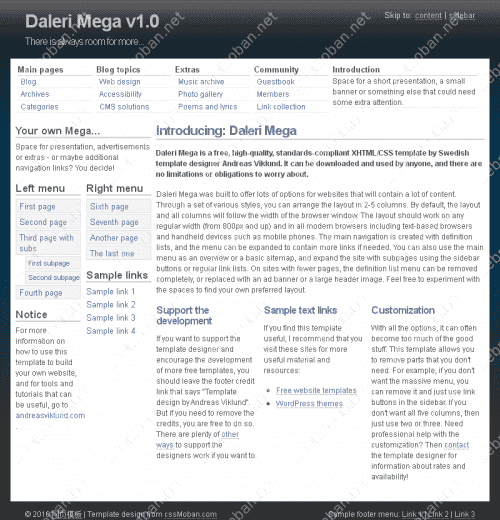 Daleri Mega v1.0
There is always room for more...
Skip to: content | sidebar
Main pages
Blog
Archives
Categories
Blog topics
Web design
Accessibility
CMS solutions
Extras
Music archive
Photo gallery
Poems and lyrics
Community
Guestbook
Members
Link collection
Introduction
Space for a short presentation, a small
banner or something else that could need
some extra attention.
Your own Mega...
Space for presentation, advertisements
or extras - or maybe additional
navigation links? You decide!
Left menu
First page
Second page
Third page with
subs
First subpage
Second subpage
Fourth page
Notice
For more
information on
how to use this
template to build
your own website,
and for tools and
tutorials that can
be useful, go to
andreasviklund.com
.
Right menu
Sixth page
Seventh page
Another page
The last one
Sample links
Sample link 1
Sample link 2
Sample link 3
Sample link 4
Introducing: Daleri Mega
Daleri Mega is a free, high-quality, standards-compliant XHTML/CSS template by Swedish
template designer Andreas Viklund. It can be downloaded and used by anyone, and there are
no limitations or obligations to worry about.
Daleri Mega was built to offer lots of options for websites that will contain a lot of content.
Through a set of various styles, you can arrange the layout in 2-5 columns. By default, the layout
and all columns will follow the width of the browser window. The layout should work on any
regular width (from 800px and up) and in all modern browsers including text-based browsers
and handheld devices such as mobile phones. The main navigation is created with definition
lists, and the menu can be expanded to contain more links if needed. You can also use the main
menu as an overview or a basic sitemap, and expand the site with subpages using the sidebar
buttons or regular link lists. On sites with fewer pages, the definition list menu can be removed
completely, or replaced with an ad banner or a large header image. Feel free to experiment with
the spaces to find your own preferred layout.
Support the
development
If you want to support the
template designer and
encourage the development
of more free templates, you
should leave the footer credit
link that says "Template
design by Andreas Viklund".
But if you need to remove the
credits, you are free to do so.
There are plenty of other
ways to support the
designers work if you want to.
Sample text links
If you find this template
useful, I recommend that you
visit these sites for more
useful material and
resources:
Free website templates
WordPress themes
Customization
With all the options, it can often
become too much of the good
stuff. This template allows you
to remove parts that you don't
need. For example, if you don't
want the massive menu, you
can remove it and just use link
buttons in the sidebar. If you
don't want all five columns, then
just use two or three. Need
professional help with the
customization? Then contact
the template designer for
information about rates and
availability!
| Template design from cssMoban.com
Sample footer menu: Link 1 | Link 2 | Link 3